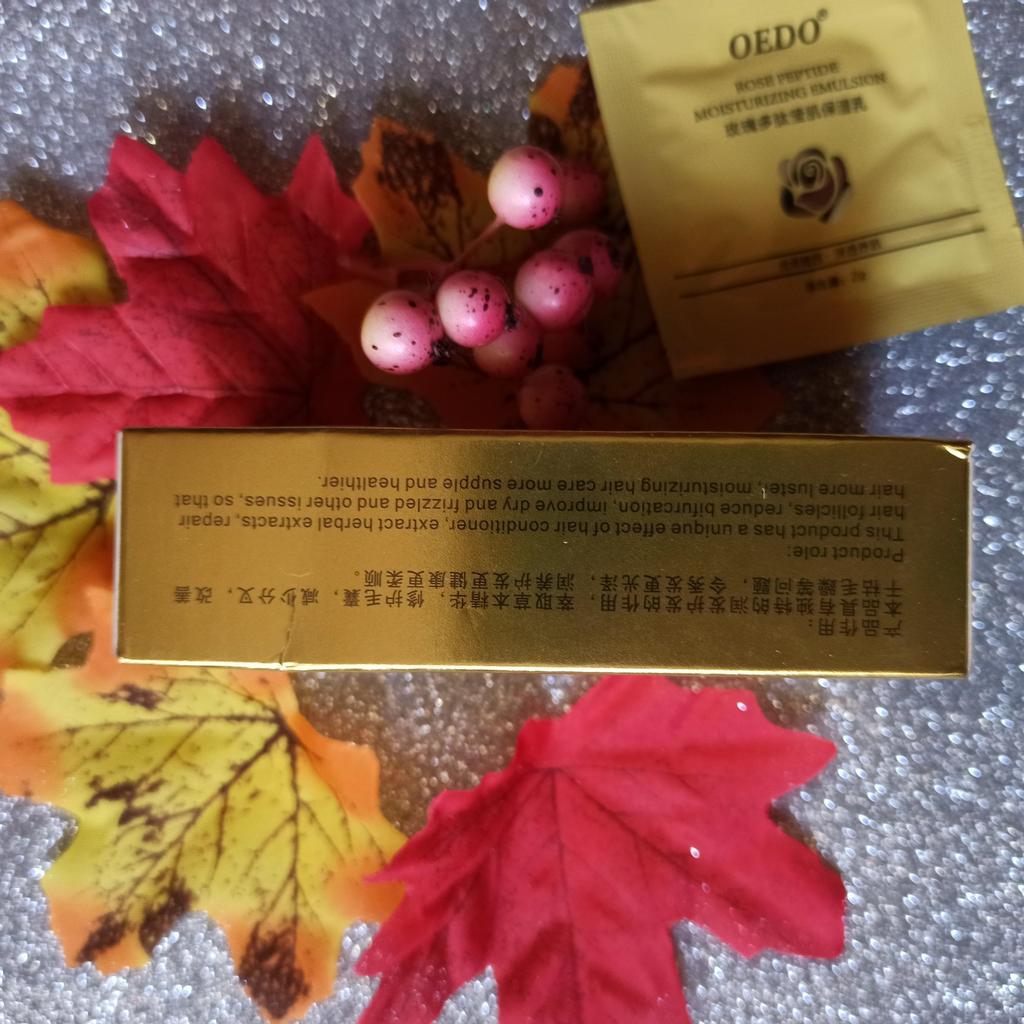 OEDO®
ROSE PEPTIDE
MOISTURIZING EMULSION
玫瑰多肽滢肌保湿乳
产品作用：
本品具有独特的润发护发的作用，萃取草本精华，修护毛囊，减少分叉，改善
干枯毛躁等问题，令秀发更光泽，润养护发更健康更柔顺。
Product role:
This product has a unique effect of hair conditioner, extract herbal extracts, repair
hair follicles, reduce bifurcation, improve dry and frizzled and other issues, so that
hair more luster, moisturizing hair care more supple and healthier.